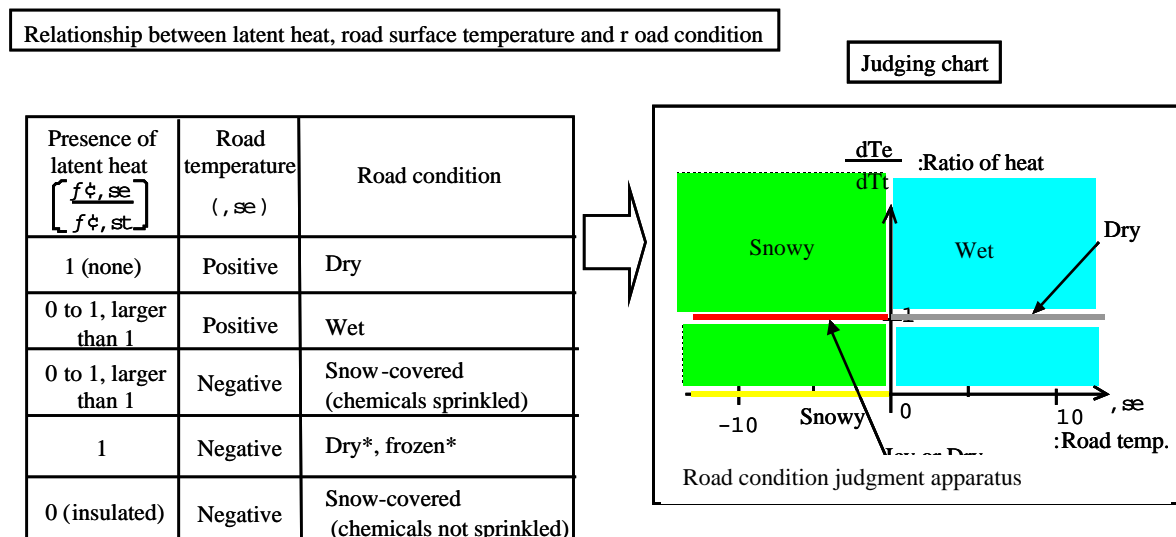 Relationship between latent heat, road surface temperature and r oad condition
Judging chart
Presence of
latent heat
ƒ¢‚se
ƒ¢‚st
Road
temperature
(‚se)
Road condition
1 (none)
Positive
Dry
0 to 1, larger
than 1
Positive
Wet
0 to 1, larger
than 1
Negative
Snow-covered
(chemicals sprinkled)
1
Negative
Dry*, frozen*
0 (insulated)
Negative
Snow-covered
(chemicals not sprinkled)
dTe
dTt
:Ratio of heat
Snowy
Wet
Dry
1
Snowy
-10
0
10
‚se
:Road temp.
Icy or Dry
Road condition judgment apparatus